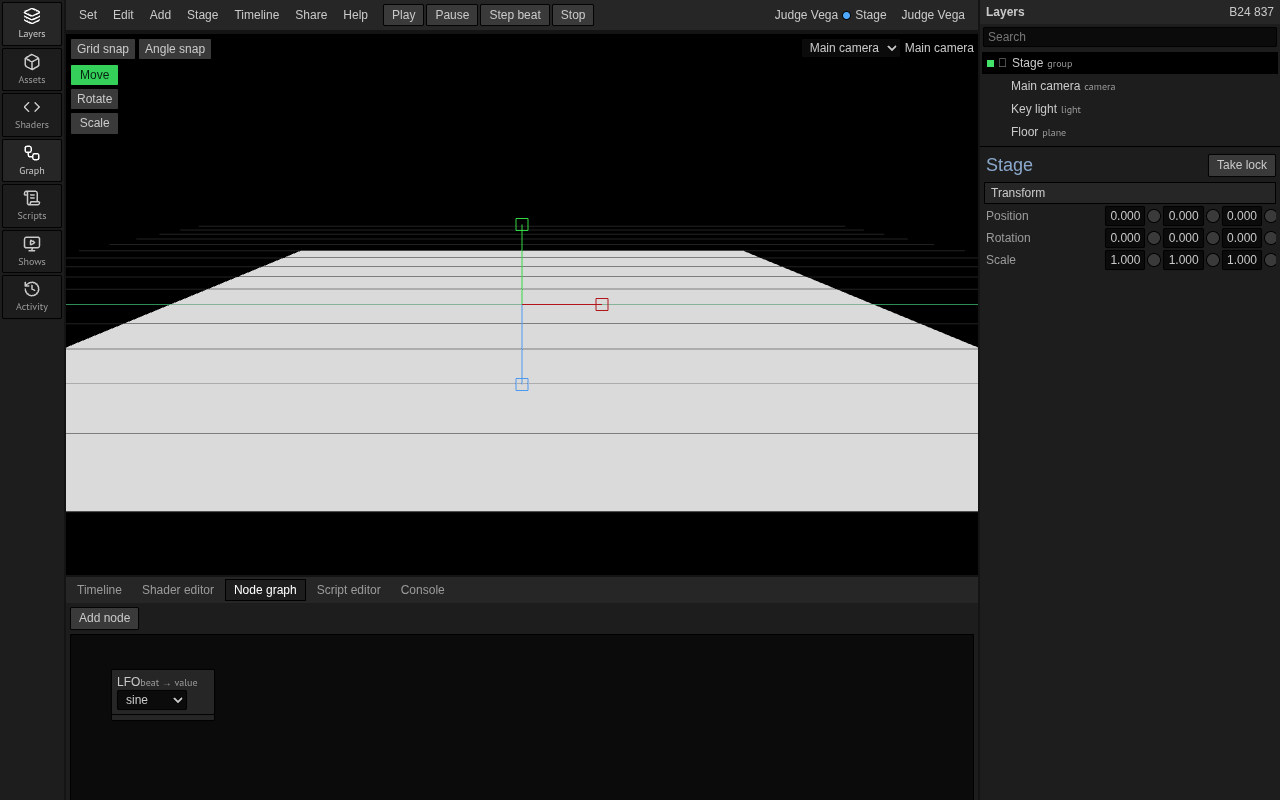 Layers
Assets
Shaders
Graph
Scripts
Shows
Activity
Set Edit Add Stage Timeline Share Help Play Pause Step beat Stop Judge Vega Stage Judge Vega
Grid snap Angle snap Main camera Main camera
Move
Rotate
Scale
Timeline Shader editor Node graph Script editor Console
Add node
LFO beat → value
sine
Layers B24 837
Search
Stage group
Main camera camera
Key light light
Floor plane
Stage Take lock
Transform
Position 0.000 0.000 0.000
Rotation 0.000 0.000 0.000
Scale 1.000 1.000 1.000